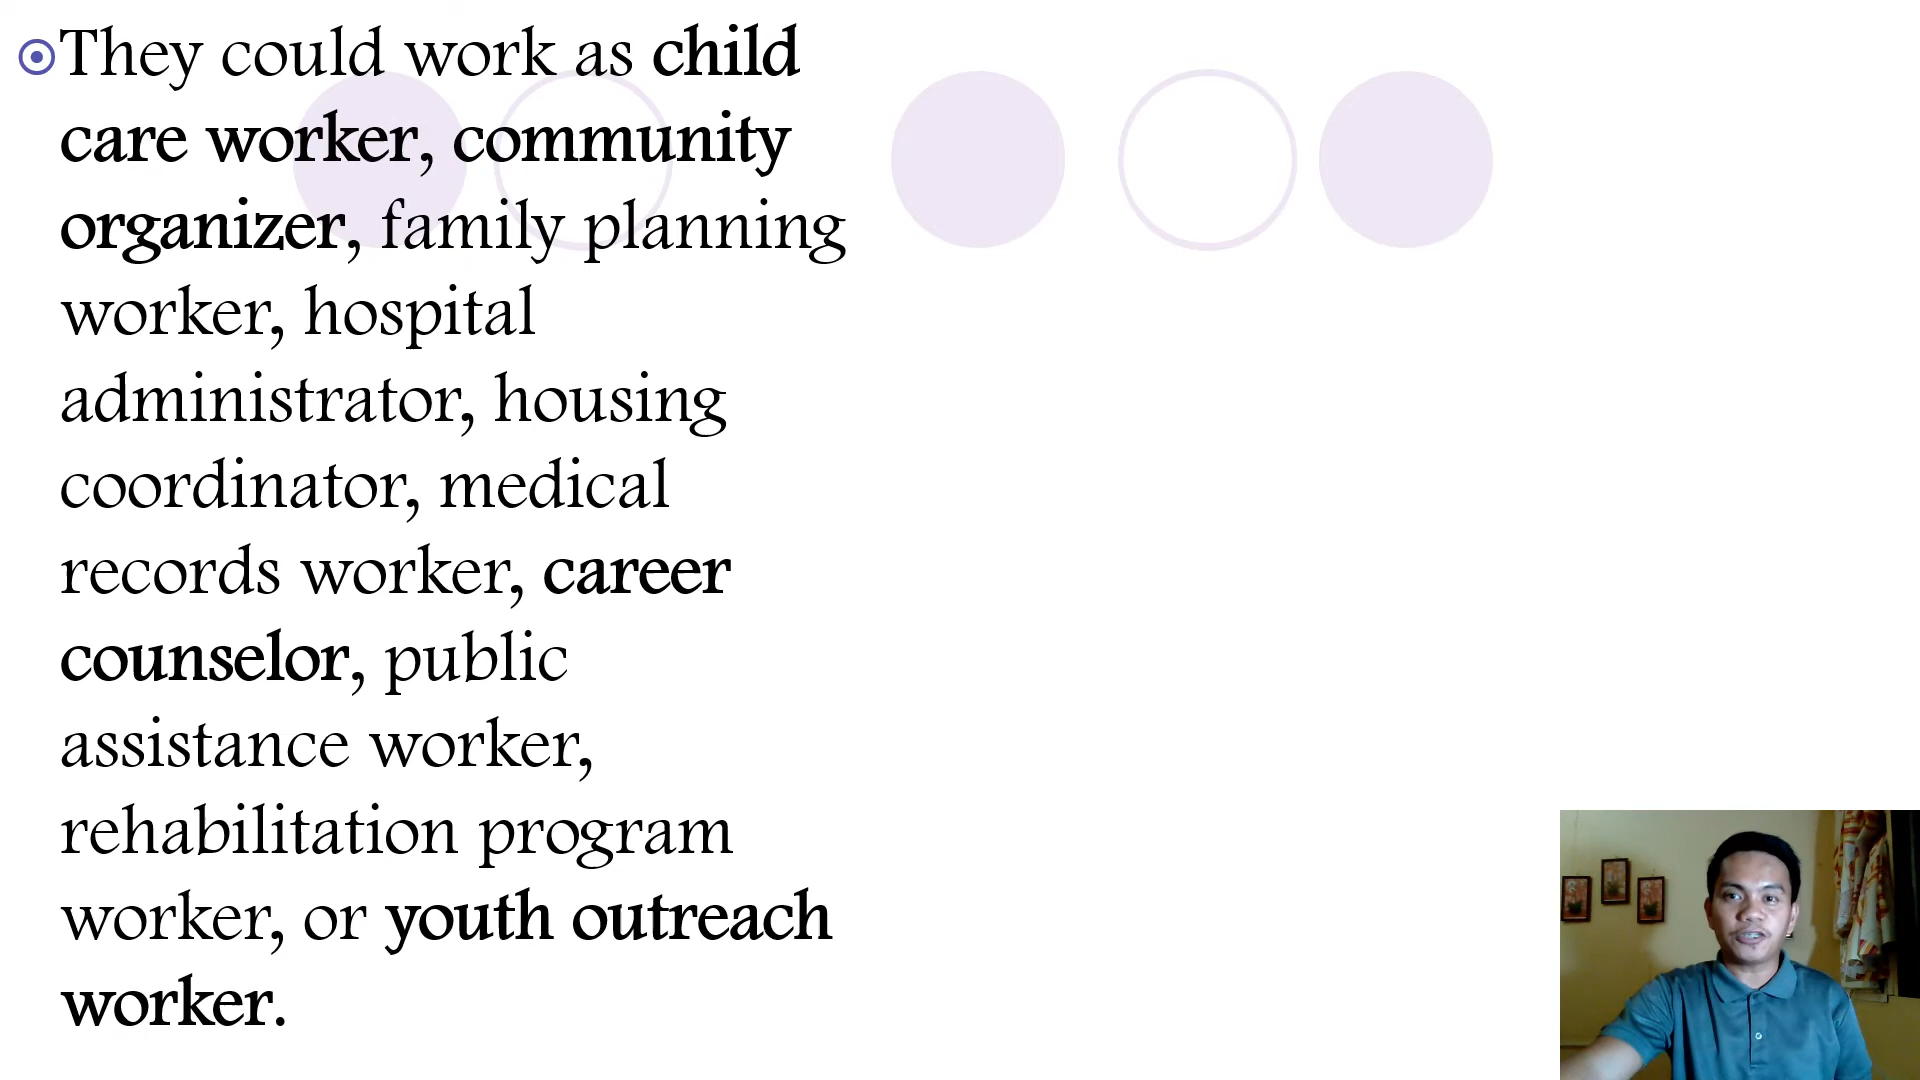 They could work as child
care worker, community
organizer, family planning
worker, hospital
administrator, housing
coordinator, medical
records worker, career
counselor, public
assistance worker,
rehabilitation program
worker, or youth outreach
worker.